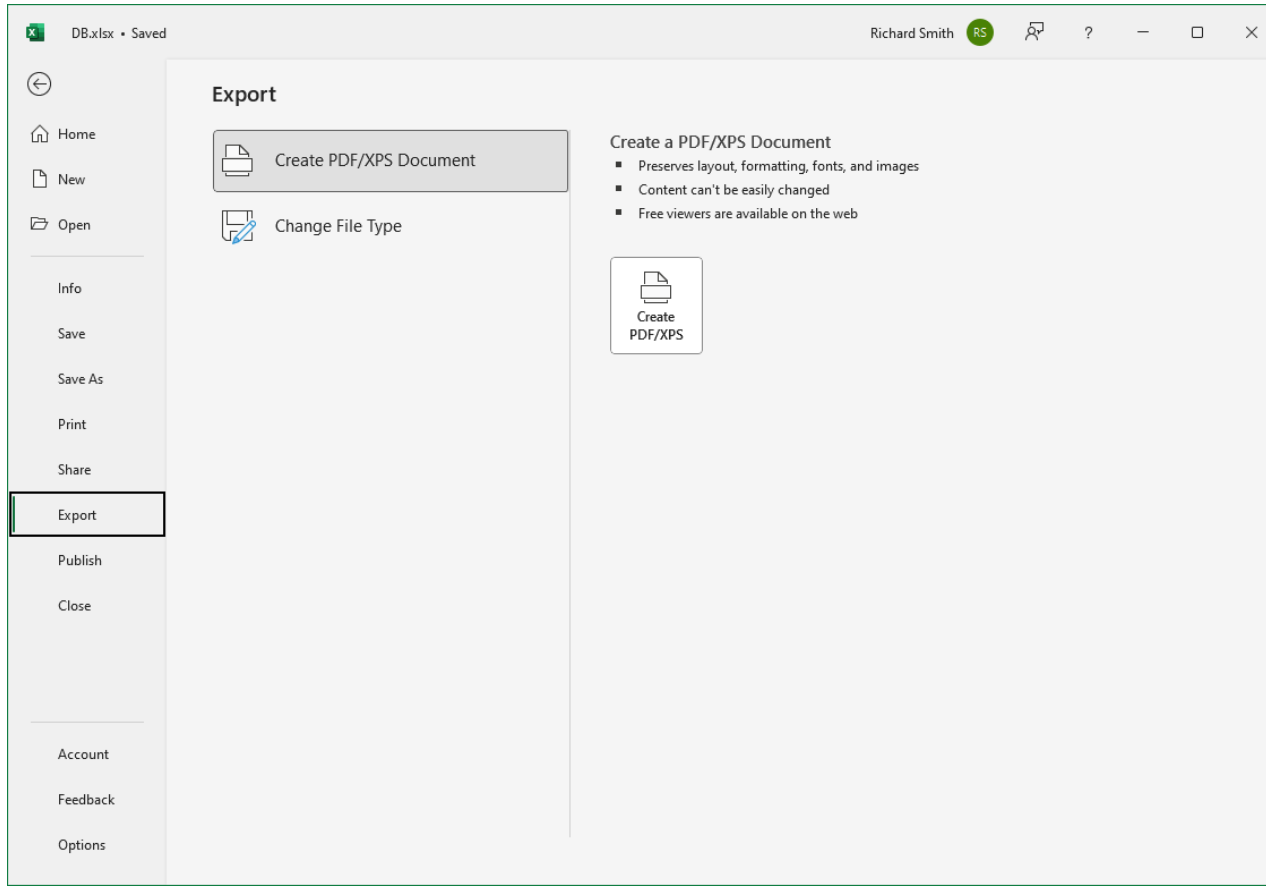 DB.xlsx • Saved
Richard Smith RS ?
Home
New
Open
Info
Save
Save As
Print
Share
Export
Publish
Close
Account
Feedback
Options
Export
Create PDF/XPS Document
Change File Type
Create a PDF/XPS Document
▪ Preserves layout, formatting, fonts, and images
▪ Content can't be easily changed
▪ Free viewers are available on the web
Create
PDF/XPS